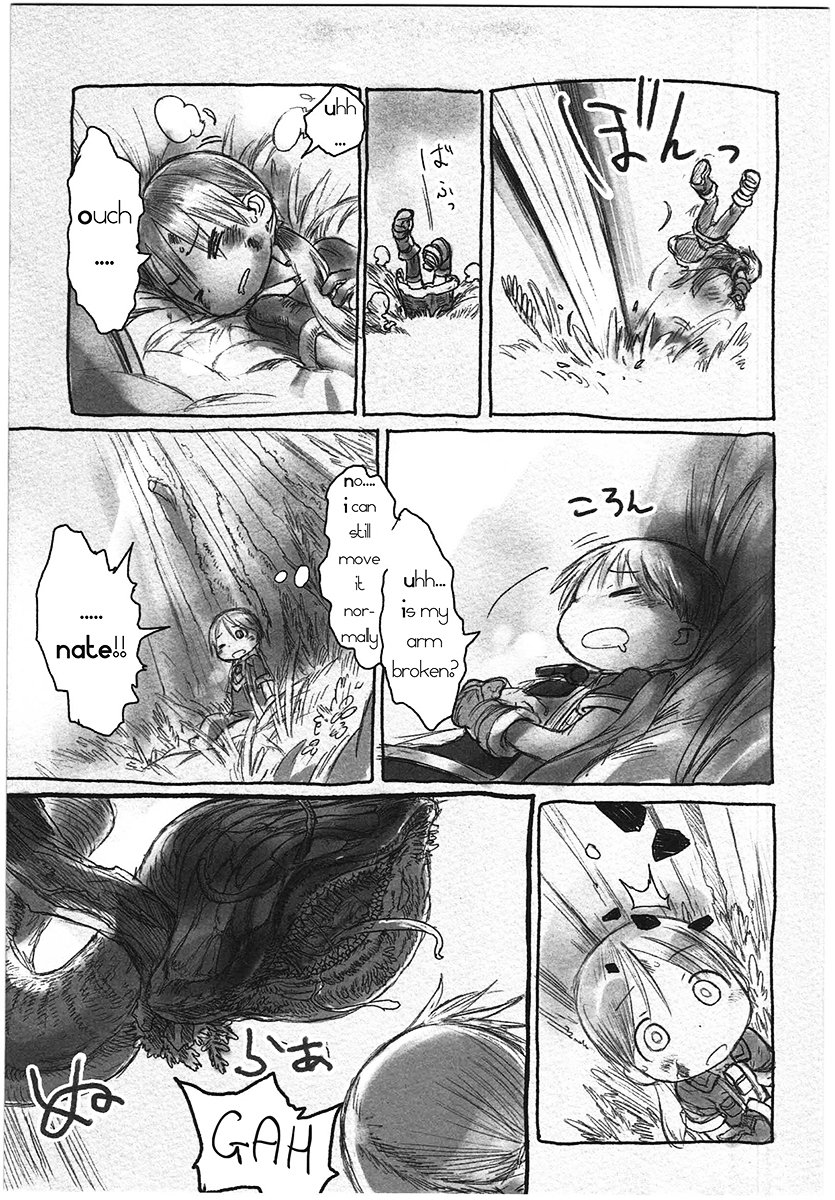 ぼんっ
ばふっ
uhh
...
ouch
....
ころん
uhh...
is my
arm
broken?
no....
i can
still
move
it
nor-
mally
.....
nate!!
ぬ
らあ
GAH